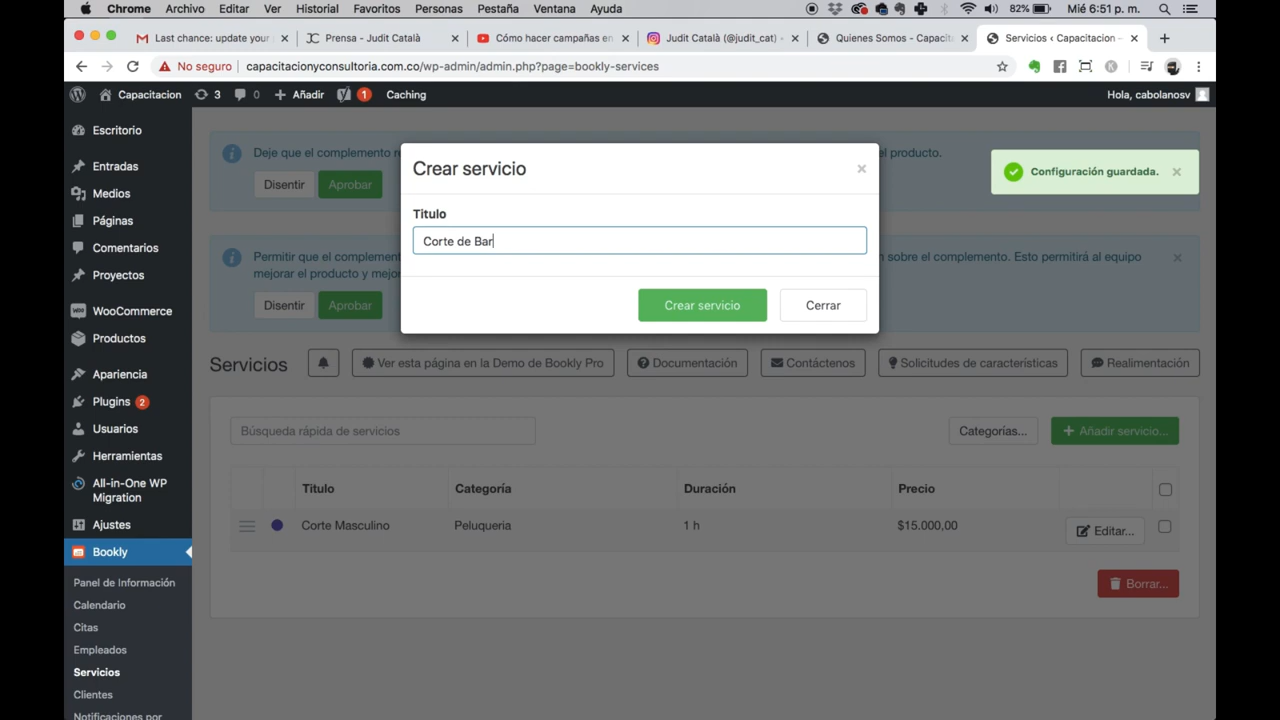 Chrome Archivo Editar Ver Historial Favoritos Personas Pestaña Ventana Ayuda 82% Mié 6:51 p. m.
Last chance: update your Prensa - Judit Català Cómo hacer campañas en Judit Català (@judit_cat) • Quienes Somos - Capacit Servicios ‹ Capacitacion –
No seguro capacitacionyconsultoria.com.co/wp-admin/admin.php?page=bookly-services
Capacitacion 3 0 Añadir 1 Caching Hola, cabolanosv
Escritorio
Entradas
Medios
Páginas
Comentarios
Proyectos
WooCommerce
Productos
Apariencia
Plugins 2
Usuarios
Herramientas
All-in-One WP
Migration
Ajustes
Bookly
Panel de Información
Calendario
Citas
Empleados
Servicios
Clientes
Notificaciones por
Deje que el complemento el producto.
Disentir Aprobar
Configuración guardada.
Permitir que el complemen sobre el complemento. Esto permitirá al equipo
mejorar el producto y mejor
Disentir Aprobar
Crear servicio
Titulo
Corte de Bar
Crear servicio Cerrar
Servicios Ver esta página en la Demo de Bookly Pro Documentación Contáctenos Solicitudes de características Realimentación
Búsqueda rápida de servicios Categorías... Añadir servicio...
Titulo Categoría Duración Precio
Corte Masculino Peluqueria 1 h $15.000,00 Editar...
Borrar...